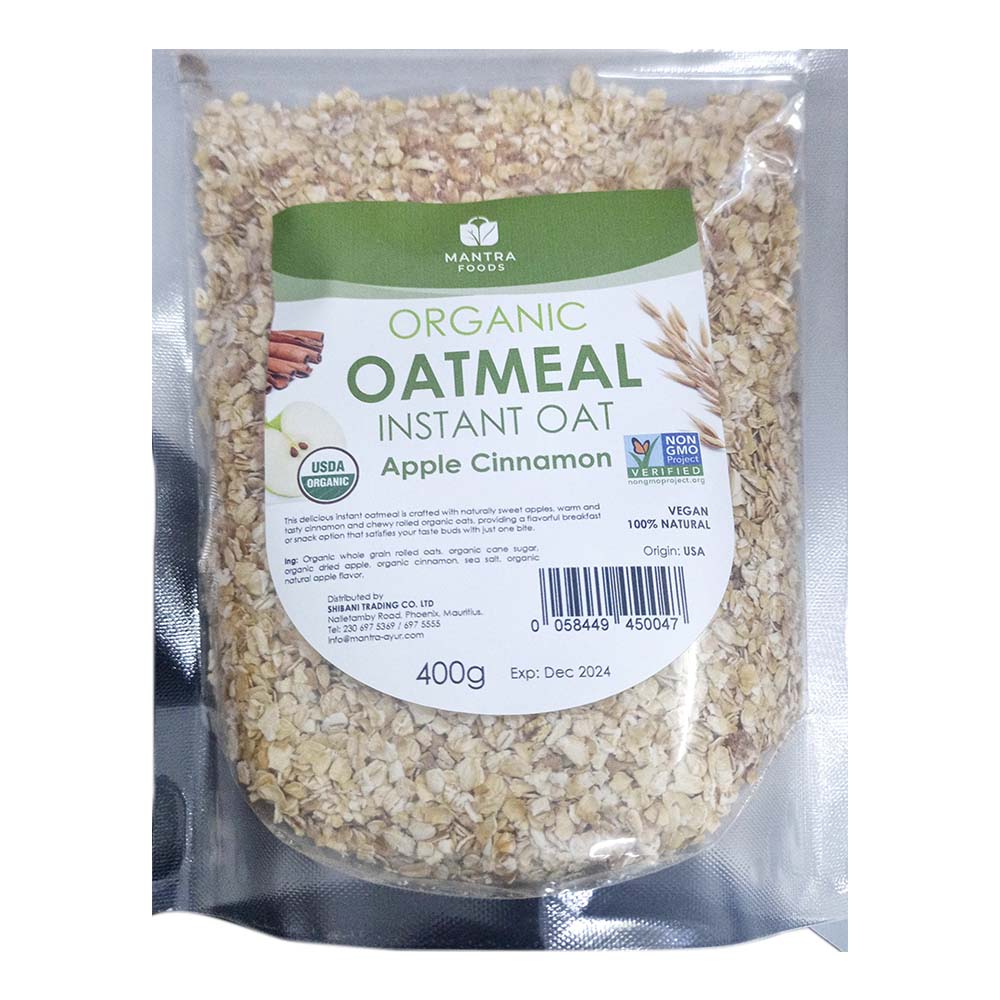 MANTRA
FOODS
ORGANIC
OATMEAL
INSTANT OAT
Apple Cinnamon
USDA
ORGANIC
NON
GMO
Project
VERIFIED
nongmoproject.org
VEGAN
100% NATURAL
This delicious instant oatmeal is crafted with naturally sweet apples, warm and
tasty cinnamon and chewy rolled organic oats, providing a flavorful breakfast
or snack option that satisfies your taste buds with just one bite.
Ing: Organic whole grain rolled oats, organic cane sugar,
organic dried apple, organic cinnamon, sea salt, organic
natural apple flavor.
Origin: USA
Distributed by
SHIBANI TRADING CO. LTD
Nalletamby Road, Phoenix, Mauritius.
Tel: 230 697 5369 / 697 5555
info@mantra-ayur.com
0 058449 450047
400g Exp: Dec 2024